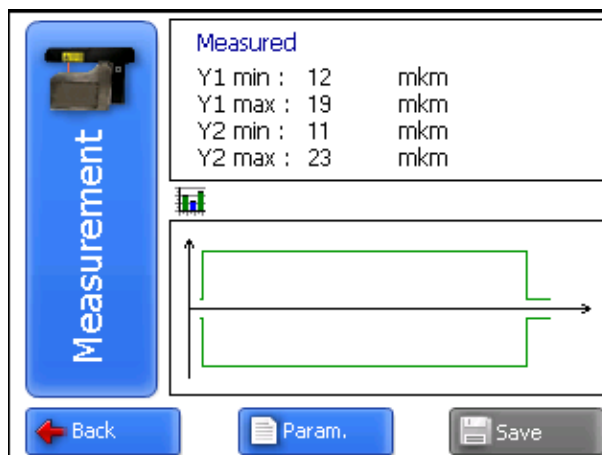 Measurement
Measured
Y1 min : 12 mkm
Y1 max : 19 mkm
Y2 min : 11 mkm
Y2 max : 23 mkm
Back
Param.
Save